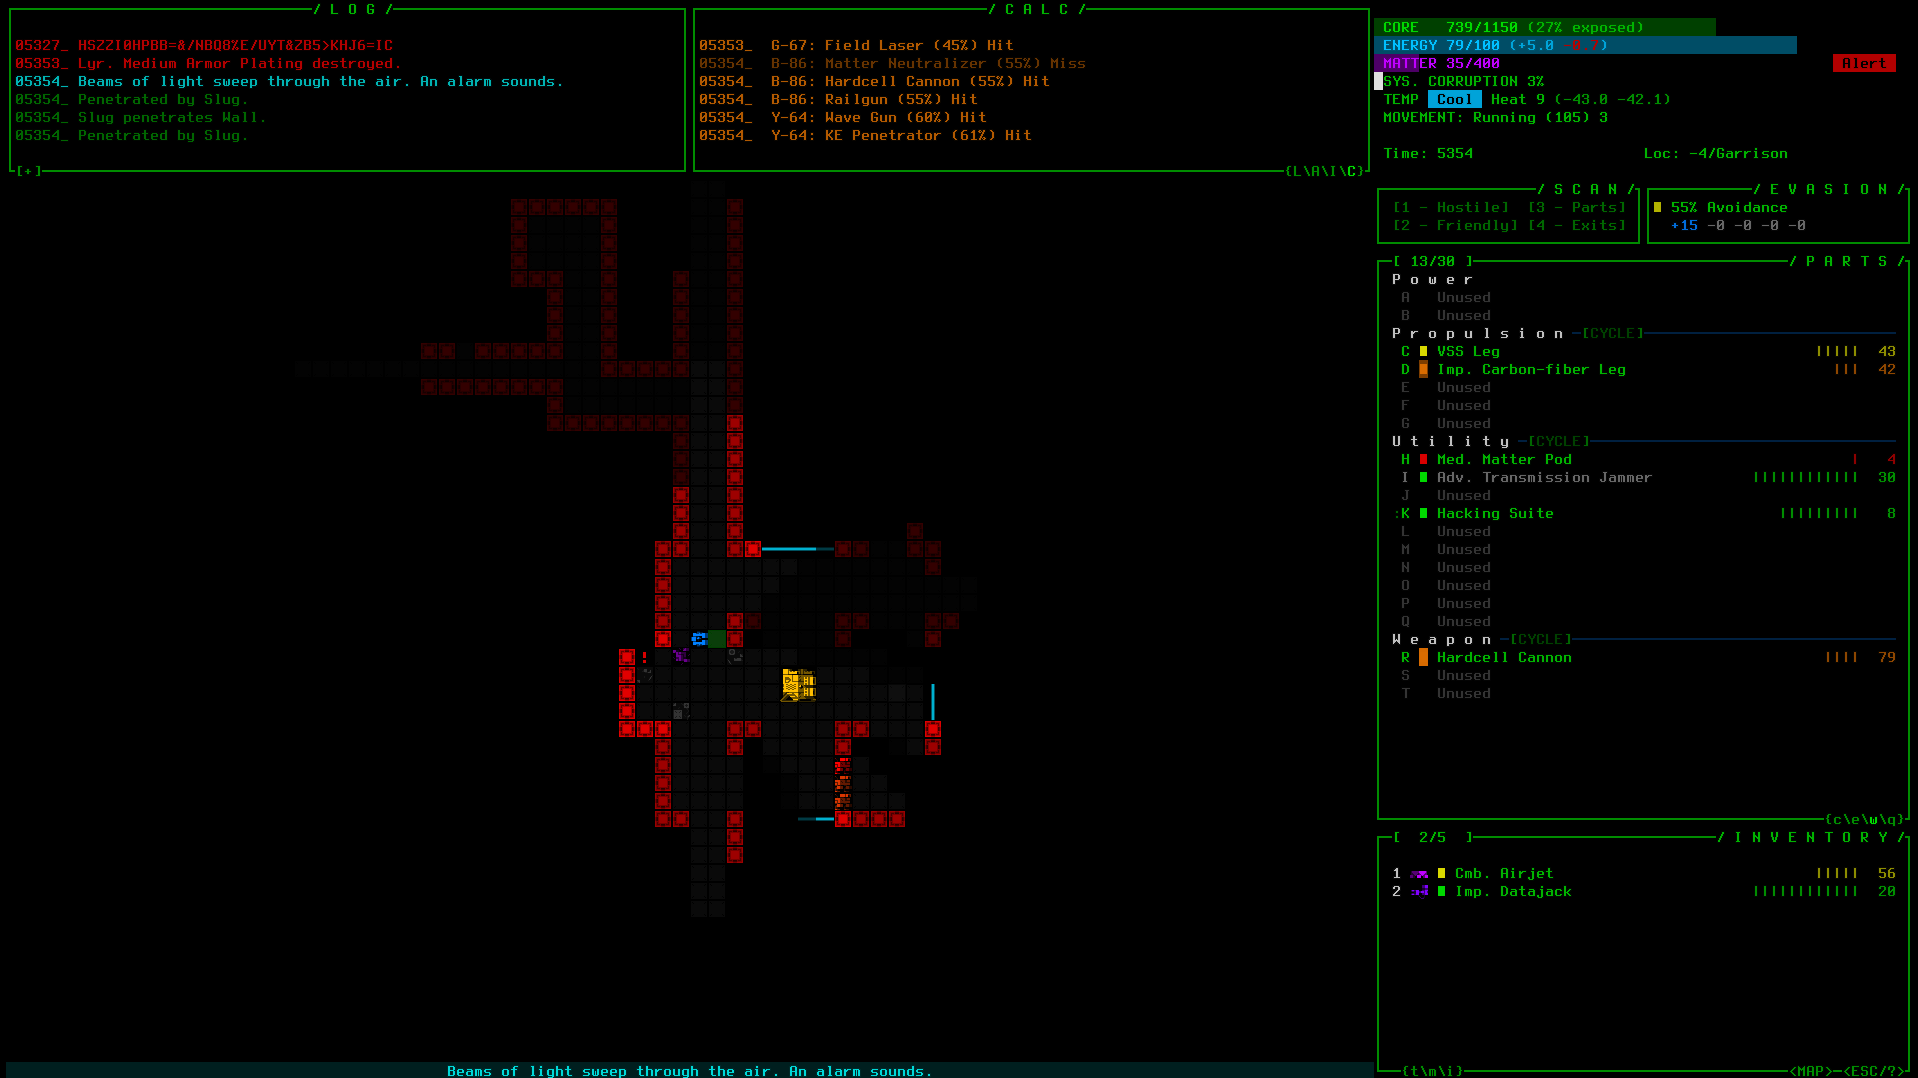 / L O G /
05327_ HSZZ10HPBB=&/NBQ8%E/UYT&ZB5>KHJ6=IC
05353_ Lyr. Medium Armor Plating destroyed.
05354_ Beams of light sweep through the air. An alarm sounds.
05354_ Penetrated by Slug.
05354_ Slug penetrates Wall.
05354_ Penetrated by Slug.
[+]
/ C A L C /
05353_ G-67: Field Laser (45%) Hit
05354_ B-86: Matter Neutralizer (55%) Miss
05354_ B-86: Hardcell Cannon (55%) Hit
05354_ B-86: Railgun (55%) Hit
05354_ Y-64: Wave Gun (60%) Hit
05354_ Y-64: KE Penetrator (61%) Hit
{L\A\I\C}
CORE 739/1150 (27% exposed)
ENERGY 79/100 (+5.0 -8.7)
MATTER 35/400
Alert
SYS. CORRUPTION 3%
TEMP Cool Heat 9 (-43.0 -42.1)
MOVEMENT: Running (105) 3
Time: 5354 Loc: -4/Garrison
/ S C A N /
[1 - Hostile] [3 - Parts]
[2 - Friendly] [4 - Exits]
/ E V A S I O N /
55% Avoidance
+15 -0 -0 -0 -0
[ 13/30 ] / P A R T S /
P o w e r
A Unused
B Unused
P r o p u l s i o n [CYCLE]
C VSS Leg 43
D Imp. Carbon-fiber Leg 42
E Unused
F Unused
G Unused
U t i l i t y [CYCLE]
H Med. Matter Pod 4
I Adv. Transmission Jammer 30
J Unused
:K Hacking Suite 8
L Unused
M Unused
N Unused
O Unused
P Unused
Q Unused
W e a p o n [CYCLE]
R Hardcell Cannon 79
S Unused
T Unused
{c\e\w\q}
[ 2/5 ] / I N V E N T O R Y /
1 Cmb. Airjet 56
2 Imp. Datajack 20
{t\m\i} <MAP> <ESC/?>
Beams of light sweep through the air. An alarm sounds.